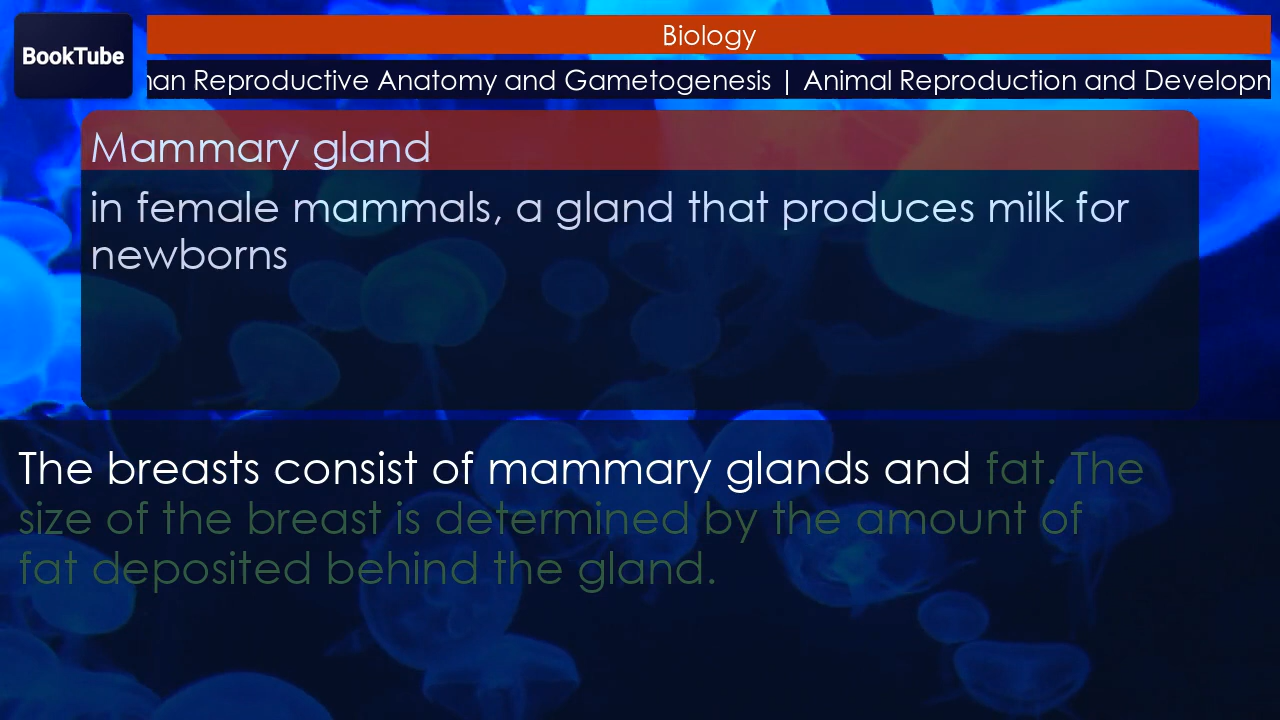 BookTube
Biology
Reproductive Anatomy and Gametogenesis | Animal Reproduction and
Mammary gland
in female mammals, a gland that produces milk for
newborns
The breasts consist of mammary glands and fat. The
size of the breast is determined by the amount of
fat deposited behind the gland.